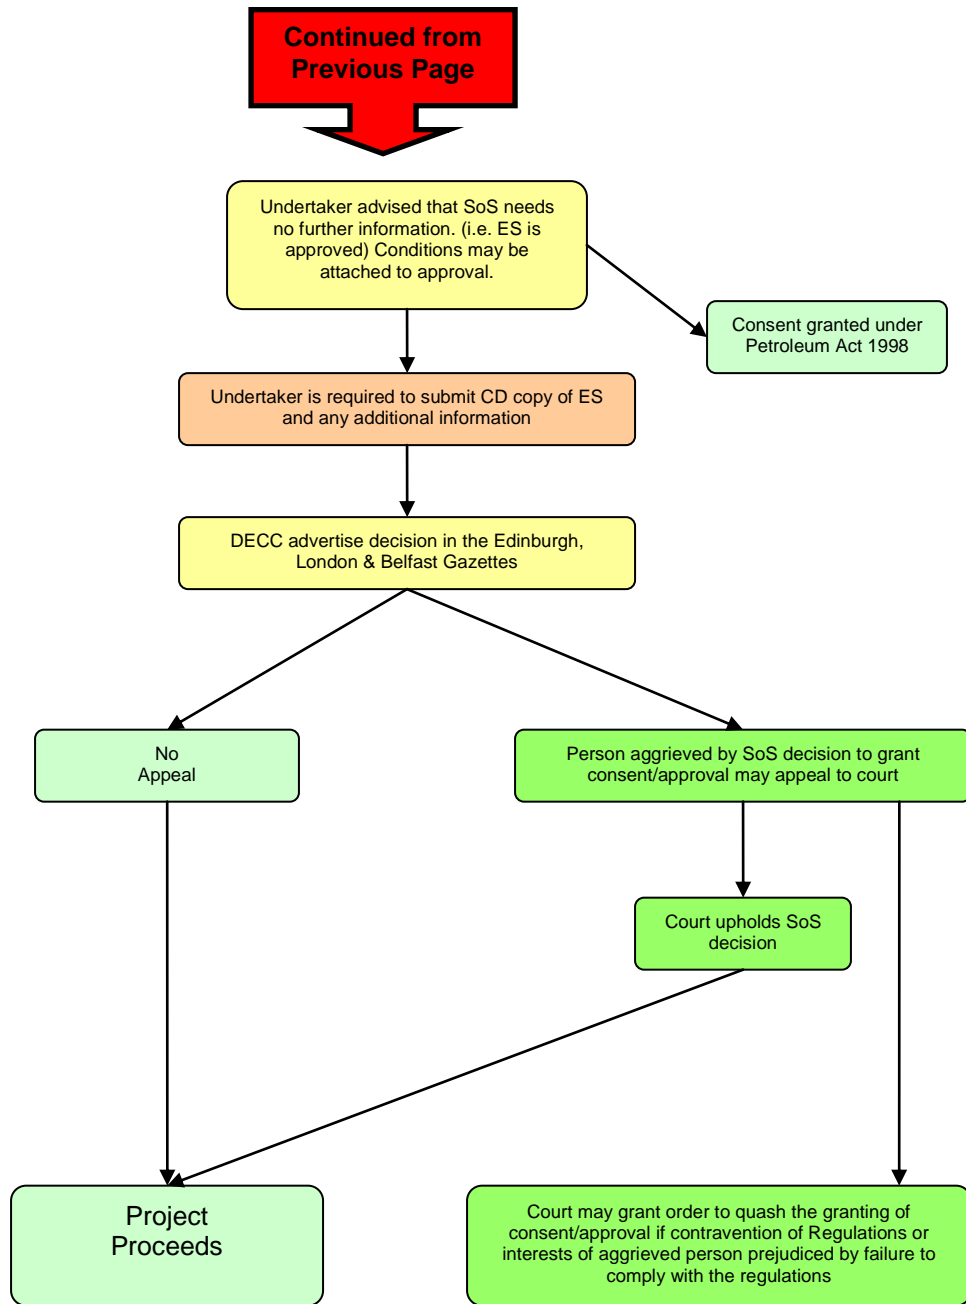 Continued from
Previous Page
Undertaker advised that SoS needs
no further information. (i.e. ES is
approved) Conditions may be
attached to approval.
Consent granted under
Petroleum Act 1998
Undertaker is required to submit CD copy of ES
and any additional information
DECC advertise decision in the Edinburgh,
London & Belfast Gazettes
No
Appeal
Person aggrieved by SoS decision to grant
consent/approval may appeal to court
Court upholds SoS
decision
Project
Proceeds
Court may grant order to quash the granting of
consent/approval if contravention of Regulations or
interests of aggrieved person prejudiced by failure to
comply with the regulations